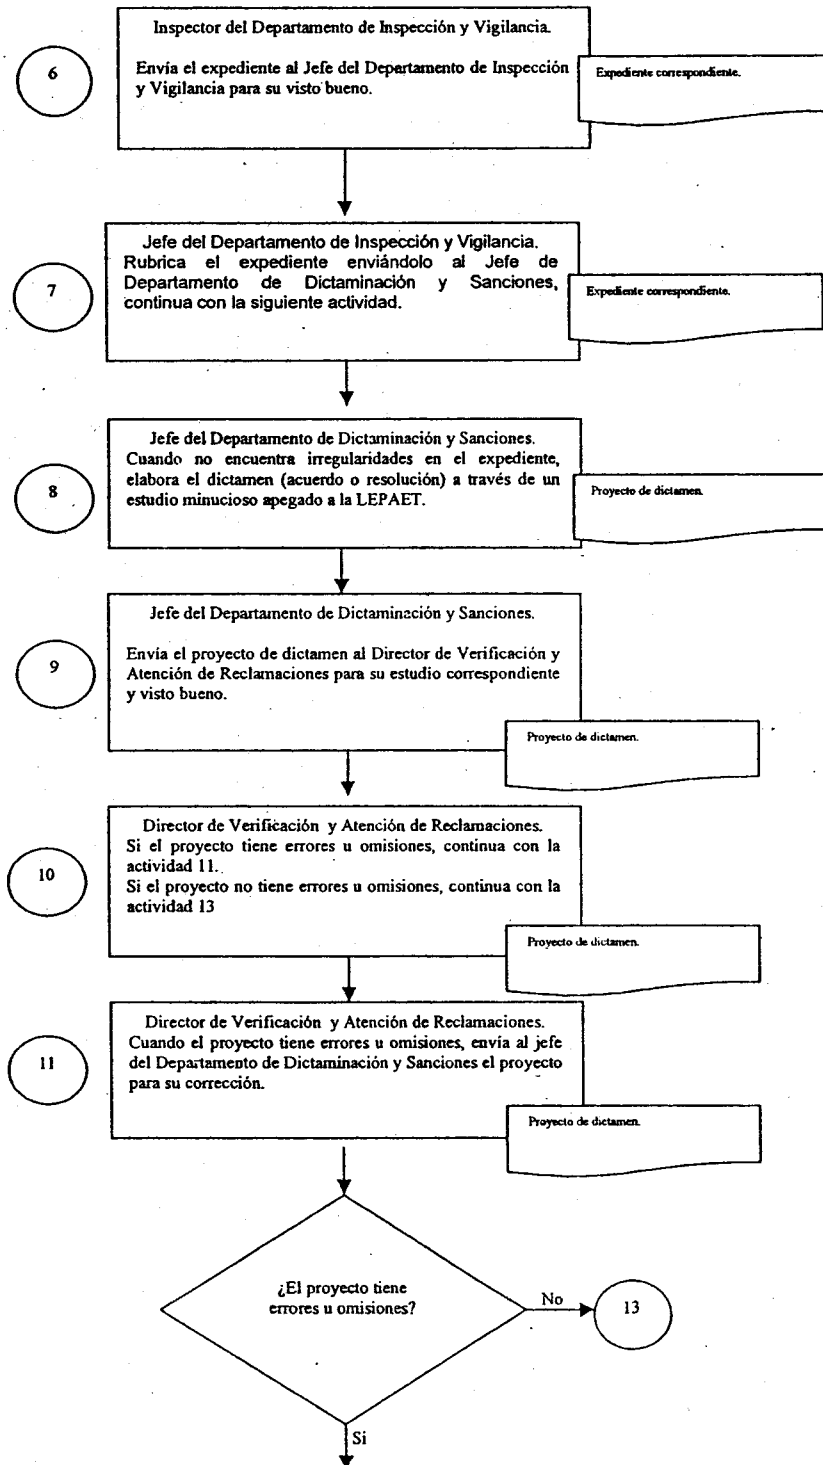 Inspector del Departamento de Inspección y Vigilancia.
6
Envía el expediente al Jefe del Departamento de Inspección
y Vigilancia para su visto bueno.
Expediente correspondiente.
Jefe del Departamento de Inspección y Vigilancia.
7
Rubrica el expediente enviándolo al Jefe de
Departamento de Dictaminación y Sanciones,
continua con la siguiente actividad.
Expediente correspondiente.
Jefe del Departamento de Dictaminación y Sanciones.
8
Cuando no encuentra irregularidades en el expediente,
elabora el dictamen (acuerdo o resolución) a través de un
estudio minucioso apegado a la LEPAET.
Proyecto de dictamen.
Jefe del Departamento de Dictaminación y Sanciones.
9
Envía el proyecto de dictamen al Director de Verificación y
Atención de Reclamaciones para su estudio correspondiente
y visto bueno.
Proyecto de dictamen.
Director de Verificación y Atención de Reclamaciones.
10
Si el proyecto tiene errores u omisiones, continua con la
actividad 11.
Si el proyecto no tiene errores u omisiones, continua con la
actividad 13
Proyecto de dictamen.
Director de Verificación y Atención de Reclamaciones.
11
Cuando el proyecto tiene errores u omisiones, envía al jefe
del Departamento de Dictaminación y Sanciones el proyecto
para su corrección.
Proyecto de dictamen.
¿El proyecto tiene
errores u omisiones?
No
13
Si